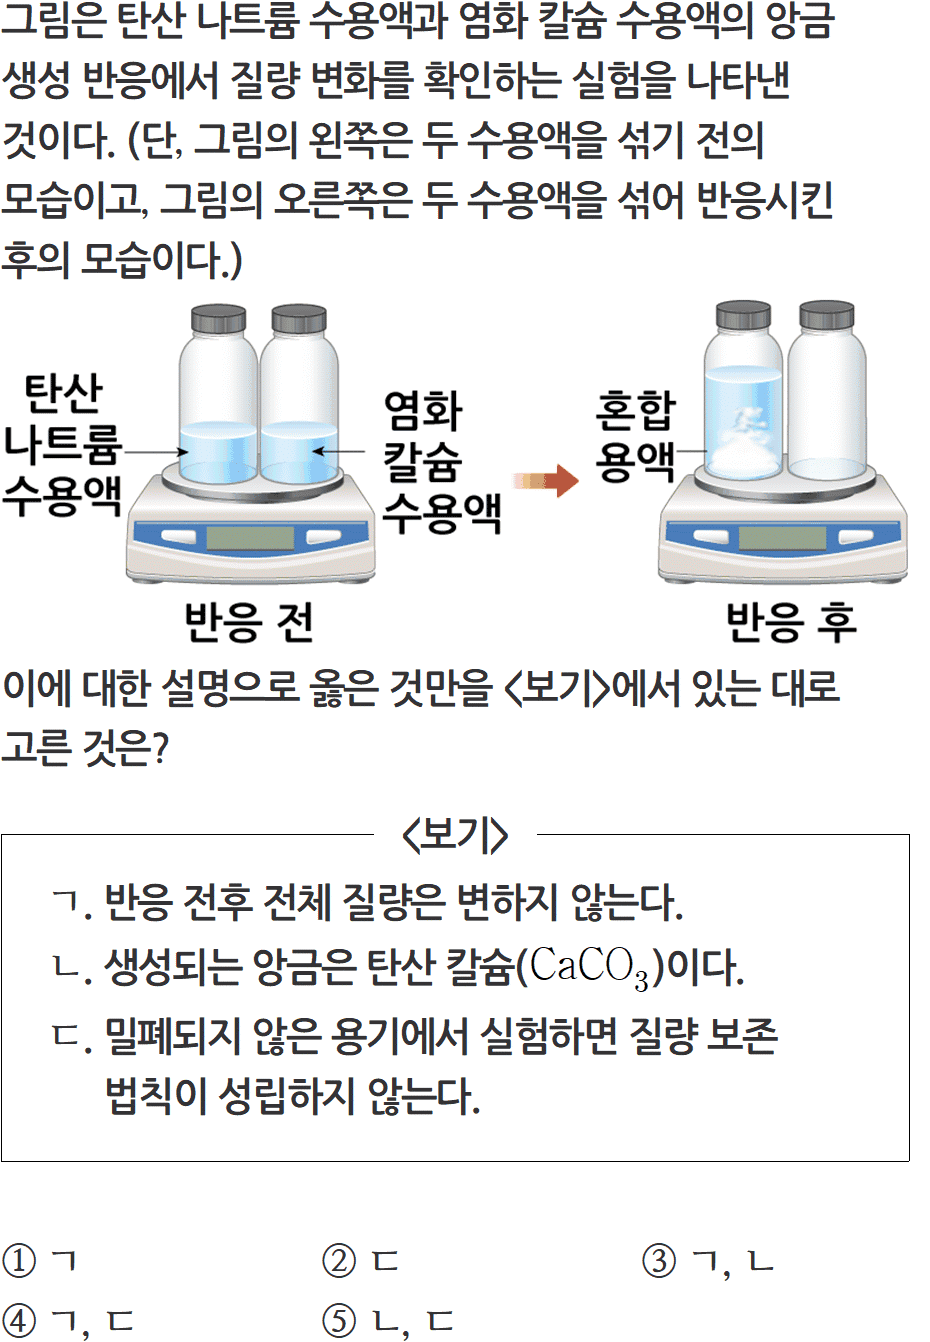 그림은 탄산 나트륨 수용액과 염화 칼슘 수용액의 앙금
생성 반응에서 질량 변화를 확인하는 실험을 나타낸
것이다. (단, 그림의 왼쪽은 두 수용액을 섞기 전의
모습이고, 그림의 오른쪽은 두 수용액을 섞어 반응시킨
후의 모습이다.)
탄산
나트륨
수용액
염화
칼슘
수용액
혼합
용액
반응 전
반응 후
이에 대한 설명으로 옳은 것만을 <보기>에서 있는 대로
고른 것은?
<보기>
ㄱ. 반응 전후 전체 질량은 변하지 않는다.
ㄴ. 생성되는 앙금은 탄산 칼슘(CaCO₃)이다.
ㄷ. 밀폐되지 않은 용기에서 실험하면 질량 보존
법칙이 성립하지 않는다.
① ㄱ ② ㄷ ③ ㄱ, ㄴ
④ ㄱ, ㄷ ⑤ ㄴ, ㄷ